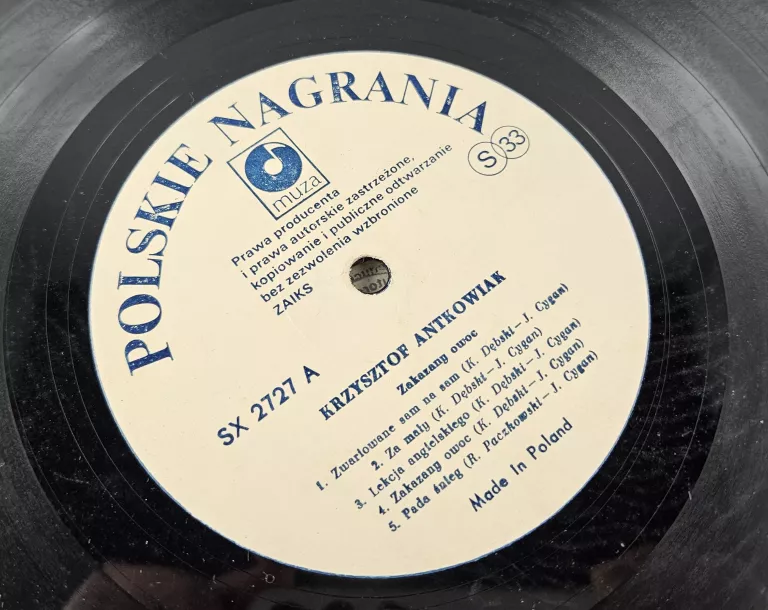 POLSKIE NAGRANIA
muza
S 33
Prawa producenta
i prawa autorskie zastrzeżone,
kopiowanie i publiczne odtwarzanie
bez zezwolenia wzbronione
ZAIKS
SX 2727 A
KRZYSZTOF ANTKOWIAK
Zakazany owoc
1. Zwariowane sam na sam (K. Dębski – J. Cygan)
2. Za mały (K. Dębski – J. Cygan)
3. Lekcja angielskiego (K. Dębski – J. Cygan)
4. Zakazany owoc (K. Dębski – J. Cygan)
5. Pada śnieg (R. Paczkowski – J. Cygan)
Made in Poland